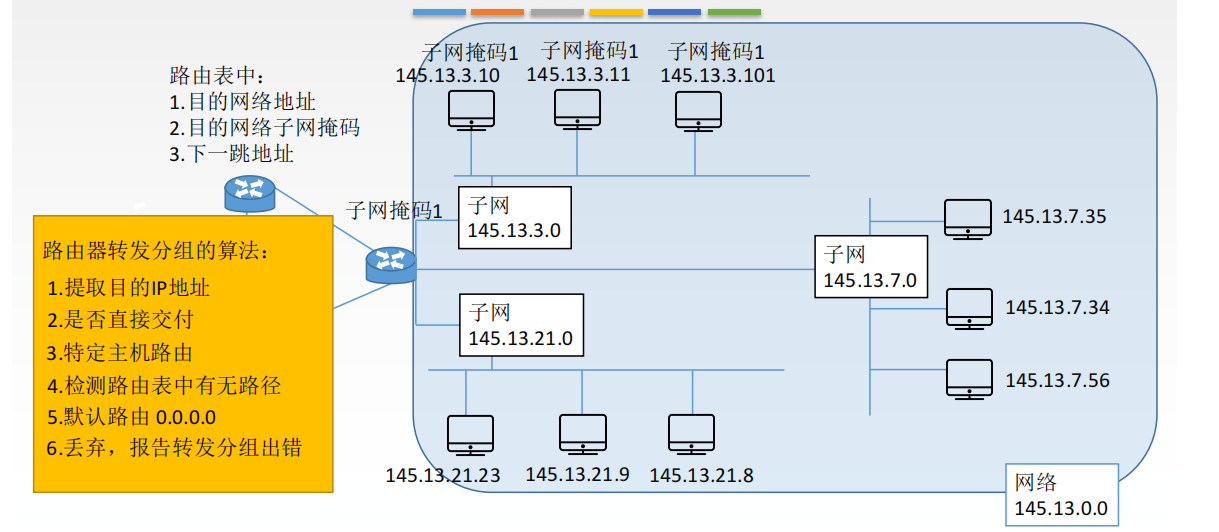 子网掩码1
子网掩码1
子网掩码1
145.13.3.10
145.13.3.11
145.13.3.101
路由表中：
1.目的网络地址
2.目的网络子网掩码
3.下一跳地址
子网掩码1
子网
145.13.3.0
145.13.7.35
子网
145.13.7.0
145.13.7.34
145.13.7.56
子网
145.13.21.0
路由器转发分组的算法：
1.提取目的IP地址
2.是否直接交付
3.特定主机路由
4.检测路由表中有无路径
5.默认路由 0.0.0.0
6.丢弃，报告转发分组出错
145.13.21.23
145.13.21.9
145.13.21.8
网络
145.13.0.0